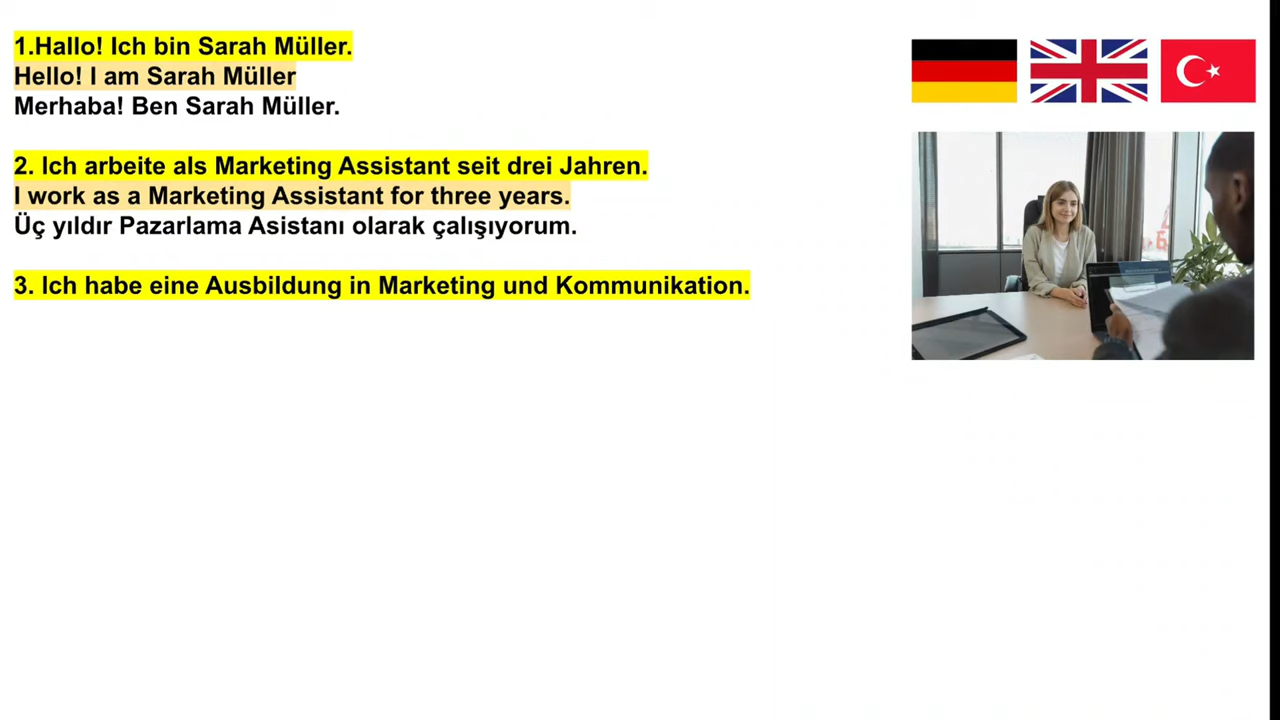 1.Hallo! Ich bin Sarah Müller.
Hello! I am Sarah Müller
Merhaba! Ben Sarah Müller.
2. Ich arbeite als Marketing Assistant seit drei Jahren.
I work as a Marketing Assistant for three years.
Üç yıldır Pazarlama Asistanı olarak çalışıyorum.
3. Ich habe eine Ausbildung in Marketing und Kommunikation.